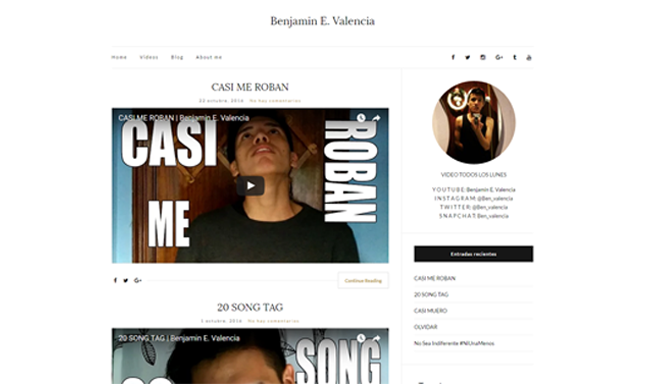 Benjamin E. Valencia
Home Videos Blog About me
CASI ME ROBAN
22 octubre, 2016 No hay comentarios
CASI ME ROBAN | Benjamin E. Valencia
CASI
ME
ROBAN
Continue Reading
20 SONG TAG
1 octubre, 2016 No hay comentarios
20 SONG TAG | Benjamin E. Valencia
20
SONG
VIDEO TODOS LOS LUNES
YOUTUBE: Benjamin E. Valencia
INSTAGRAM: @Ben_valencia
TWITTER: @Ben_valencia
SNAPCHAT: Ben_valencia
Entradas recientes
CASI ME ROBAN
20 SONG TAG
CASI MUERO
OLVIDAR
No Sea Indiferente #NiUnaMenos